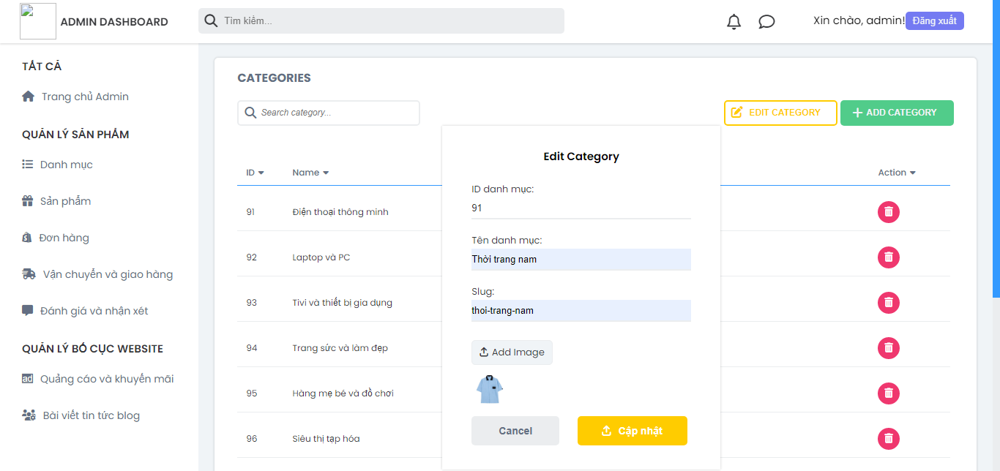 ADMIN DASHBOARD
Tìm kiếm...
Xin chào, admin!
Đăng xuất
TẤT CẢ
Trang chủ Admin
QUẢN LÝ SẢN PHẨM
Danh mục
Sản phẩm
Đơn hàng
Vận chuyển và giao hàng
Đánh giá và nhận xét
QUẢN LÝ BỐ CỤC WEBSITE
ad
Quảng cáo và khuyến mãi
Bài viết tin tức blog
CATEGORIES
Search category...
EDIT CATEGORY
ADD CATEGORY
ID Name Action
91 Điện thoại thông minh
92 Laptop và PC
93 Tivi và thiết bị gia dụng
94 Trang sức và làm đẹp
95 Hàng mẹ bé và đồ chơi
96 Siêu thị tạp hóa
Edit Category
ID danh mục:
91
Tên danh mục:
Thời trang nam
Slug:
thoi-trang-nam
Add Image
Cancel
Cập nhật